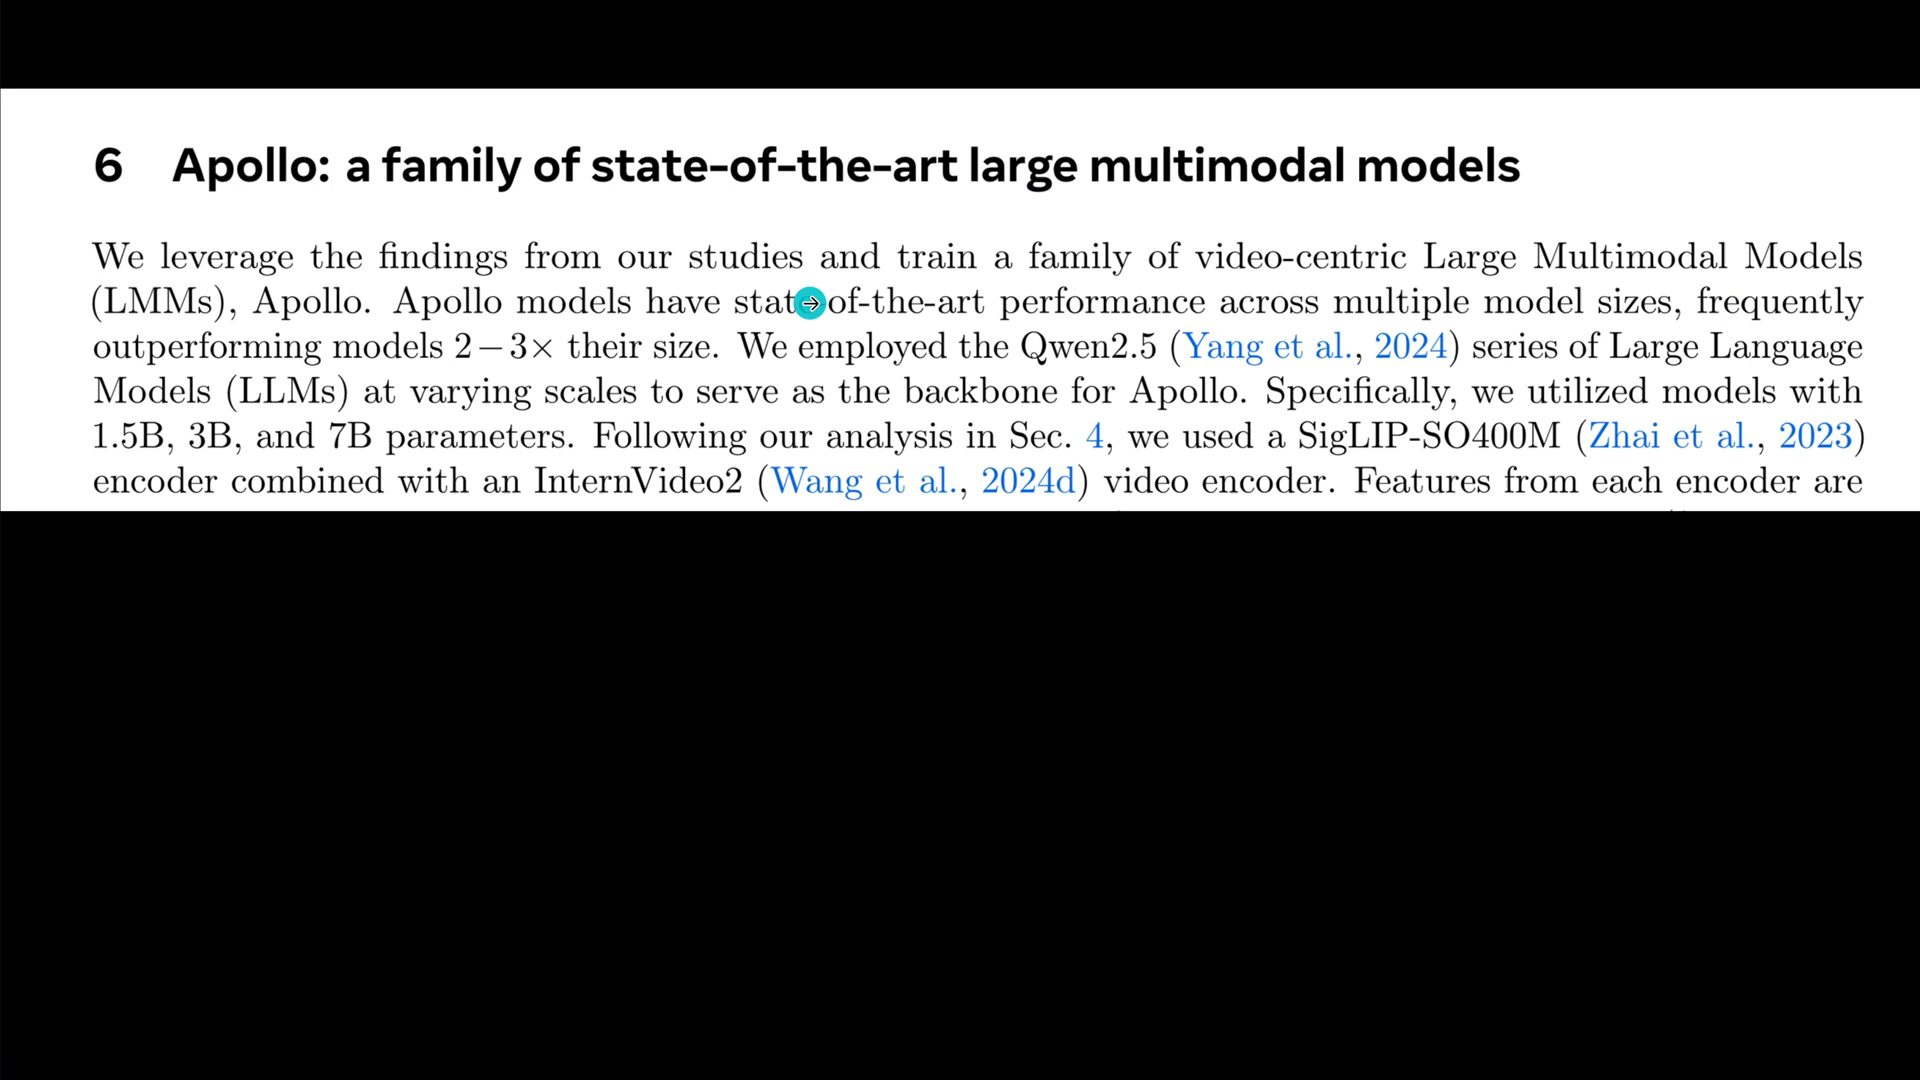 6 Apollo: a family of state-of-the-art large multimodal models
We leverage the findings from our studies and train a family of video-centric Large Multimodal Models
(LMMs), Apollo. Apollo models have state-of-the-art performance across multiple model sizes, frequently
outperforming models 2 – 3× their size. We employed the Qwen2.5 (Yang et al., 2024) series of Large Language
Models (LLMs) at varying scales to serve as the backbone for Apollo. Specifically, we utilized models with
1.5B, 3B, and 7B parameters. Following our analysis in Sec. 4, we used a SigLIP-SO400M (Zhai et al., 2023)
encoder combined with an InternVideo2 (Wang et al., 2024d) video encoder. Features from each encoder are